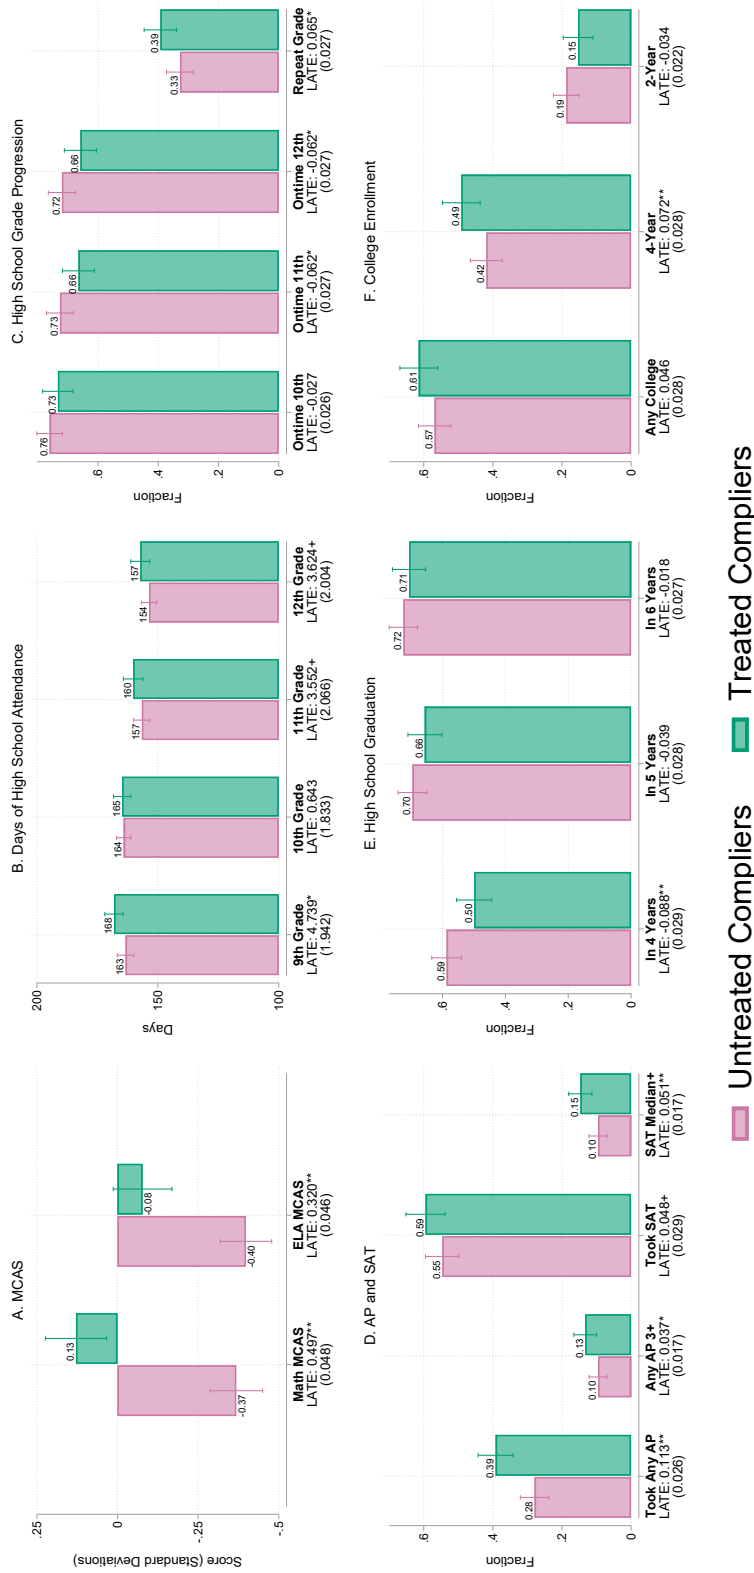 A. MCAS
Score (Standard Deviations)
.25
0
-.25
-.5
-0.37
0.13
-0.40
-0.08
Math MCAS
LATE: 0.497**
(0.048)
ELA MCAS
LATE: 0.320**
(0.046)
B. Days of High School Attendance
Days
200
150
100
163
168
164
165
157
160
154
157
9th Grade
LATE: 4.739*
(1.942)
10th Grade
LATE: 0.643
(1.833)
11th Grade
LATE: 3.552+
(2.066)
12th Grade
LATE: 3.624+
(2.004)
C. High School Grade Progression
Fraction
.6
.4
.2
0
0.76
0.73
0.73
0.66
0.72
0.66
0.33
0.39
Ontime 10th
LATE: -0.027
(0.026)
Ontime 11th
LATE: -0.062*
(0.027)
Ontime 12th
LATE: -0.062*
(0.027)
Repeat Grade
LATE: 0.065*
(0.027)
D. AP and SAT
Fraction
.6
.4
.2
0
0.28
0.39
0.10
0.13
0.55
0.59
0.10
0.15
Took Any AP
LATE: 0.113**
(0.026)
Any AP 3+
LATE: 0.037*
(0.017)
Took SAT
LATE: 0.048+
(0.029)
SAT Median+
LATE: 0.051**
(0.017)
E. High School Graduation
Fraction
.6
.4
.2
0
0.59
0.50
0.70
0.66
0.72
0.71
In 4 Years
LATE: -0.088**
(0.029)
In 5 Years
LATE: -0.039
(0.028)
In 6 Years
LATE: -0.018
(0.027)
F. College Enrollment
Fraction
.6
.4
.2
0
0.57
0.61
0.42
0.49
0.19
0.15
Any College
LATE: 0.046
(0.028)
4-Year
LATE: 0.072**
(0.028)
2-Year
LATE: -0.034
(0.022)
Untreated Compliers
Treated Compliers